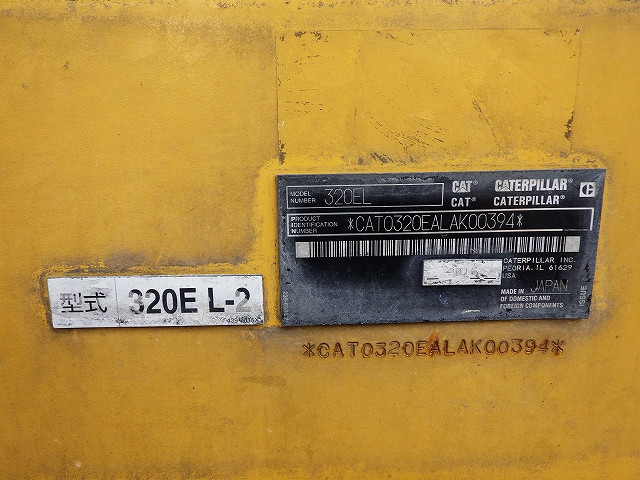 MODEL NUMBER 320EL
CAT® CATERPILLAR®
CAT® CATERPILLAR®
PRODUCT IDENTIFICATION NUMBER *CAT0320EALAK00394*
CATERPILLAR INC.
PEORIA, IL 61629
USA
MADE IN JAPAN
OF DOMESTIC AND
FOREIGN COMPONENTS
ISSUE
型式 320E L-2
*CAT0320EALAK00394*